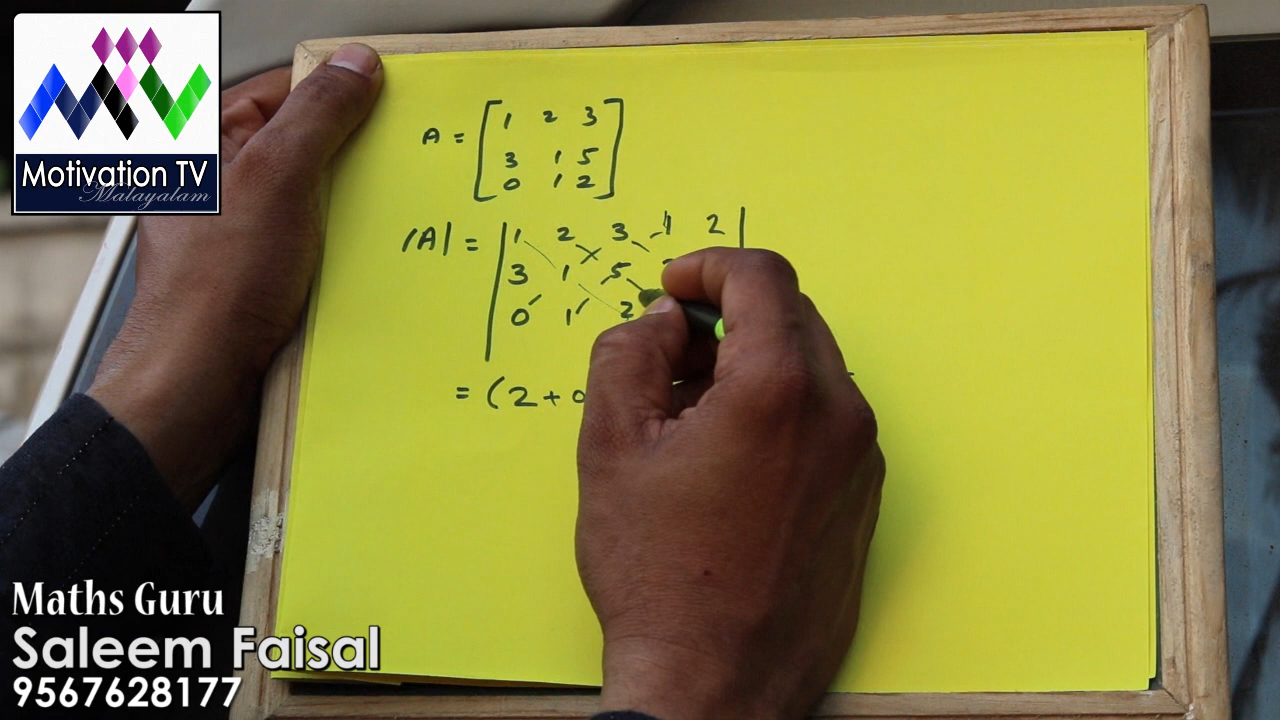 Motivation TV
Malayalam
A = [ 1 2 3
3 1 5
0 1 2 ]
|A| = | 1 2 3 1 2 |
3 1 5
0 1 2
= (2 + 0
Maths Guru
Saleem Faisal
9567628177